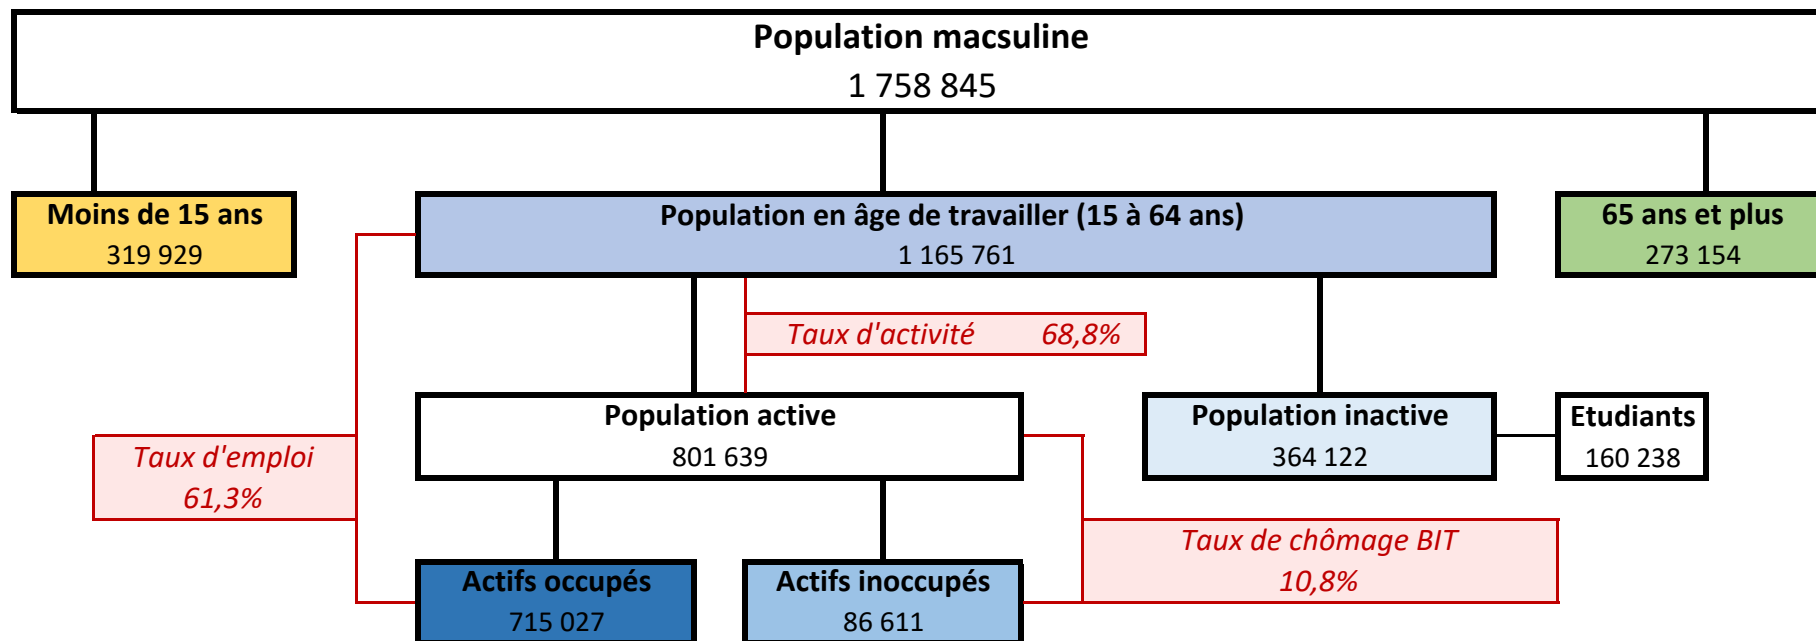 Population macsuline
1 758 845
Moins de 15 ans
319 929
Population en âge de travailler (15 à 64 ans)
1 165 761
65 ans et plus
273 154
Taux d'activité 68,8%
Population active
801 639
Population inactive
364 122
Etudiants
160 238
Taux d'emploi
61,3%
Taux de chômage BIT
10,8%
Actifs occupés
715 027
Actifs inoccupés
86 611